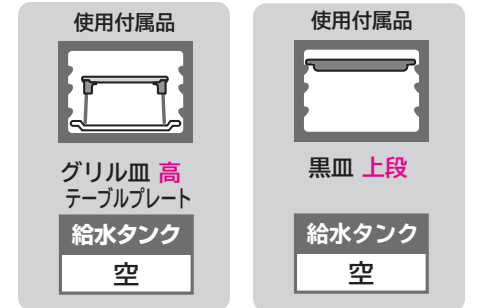 使用付属品
グリル皿 高
テーブルプレート
給水タンク
空
使用付属品
黒皿 上段
給水タンク
空